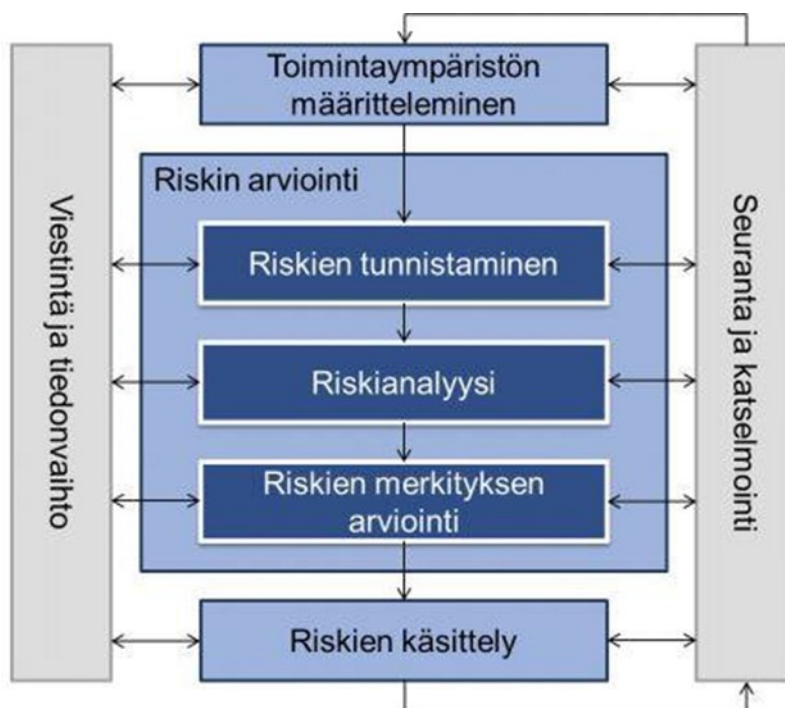 Toimintaympäristön
määritteleminen
Viestintä ja tiedonvaihto
Riskin arviointi
Riskien tunnistaminen
Riskianalyysi
Riskien merkityksen
arviointi
Riskien käsittely
Seuranta ja katselmointi